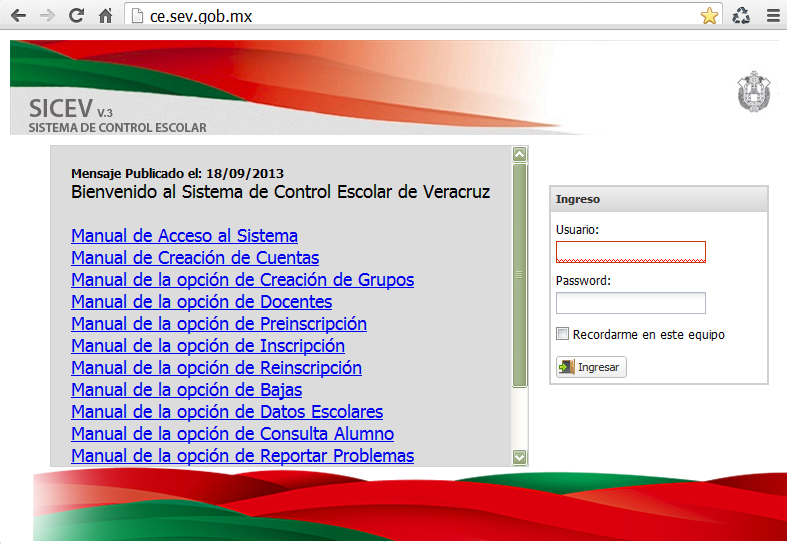 ce.sev.gob.mx
SICEV V.3
SISTEMA DE CONTROL ESCOLAR
Mensaje Publicado el: 18/09/2013
Bienvenido al Sistema de Control Escolar de Veracruz
Manual de Acceso al Sistema
Manual de Creación de Cuentas
Manual de la opción de Creación de Grupos
Manual de la opción de Docentes
Manual de la opción de Preinscripción
Manual de la opción de Inscripción
Manual de la opción de Reinscripción
Manual de la opción de Bajas
Manual de la opción de Datos Escolares
Manual de la opción de Consulta Alumno
Manual de la opción de Reportar Problemas
Ingreso
Usuario:
Password:
Recordarme en este equipo
Ingresar